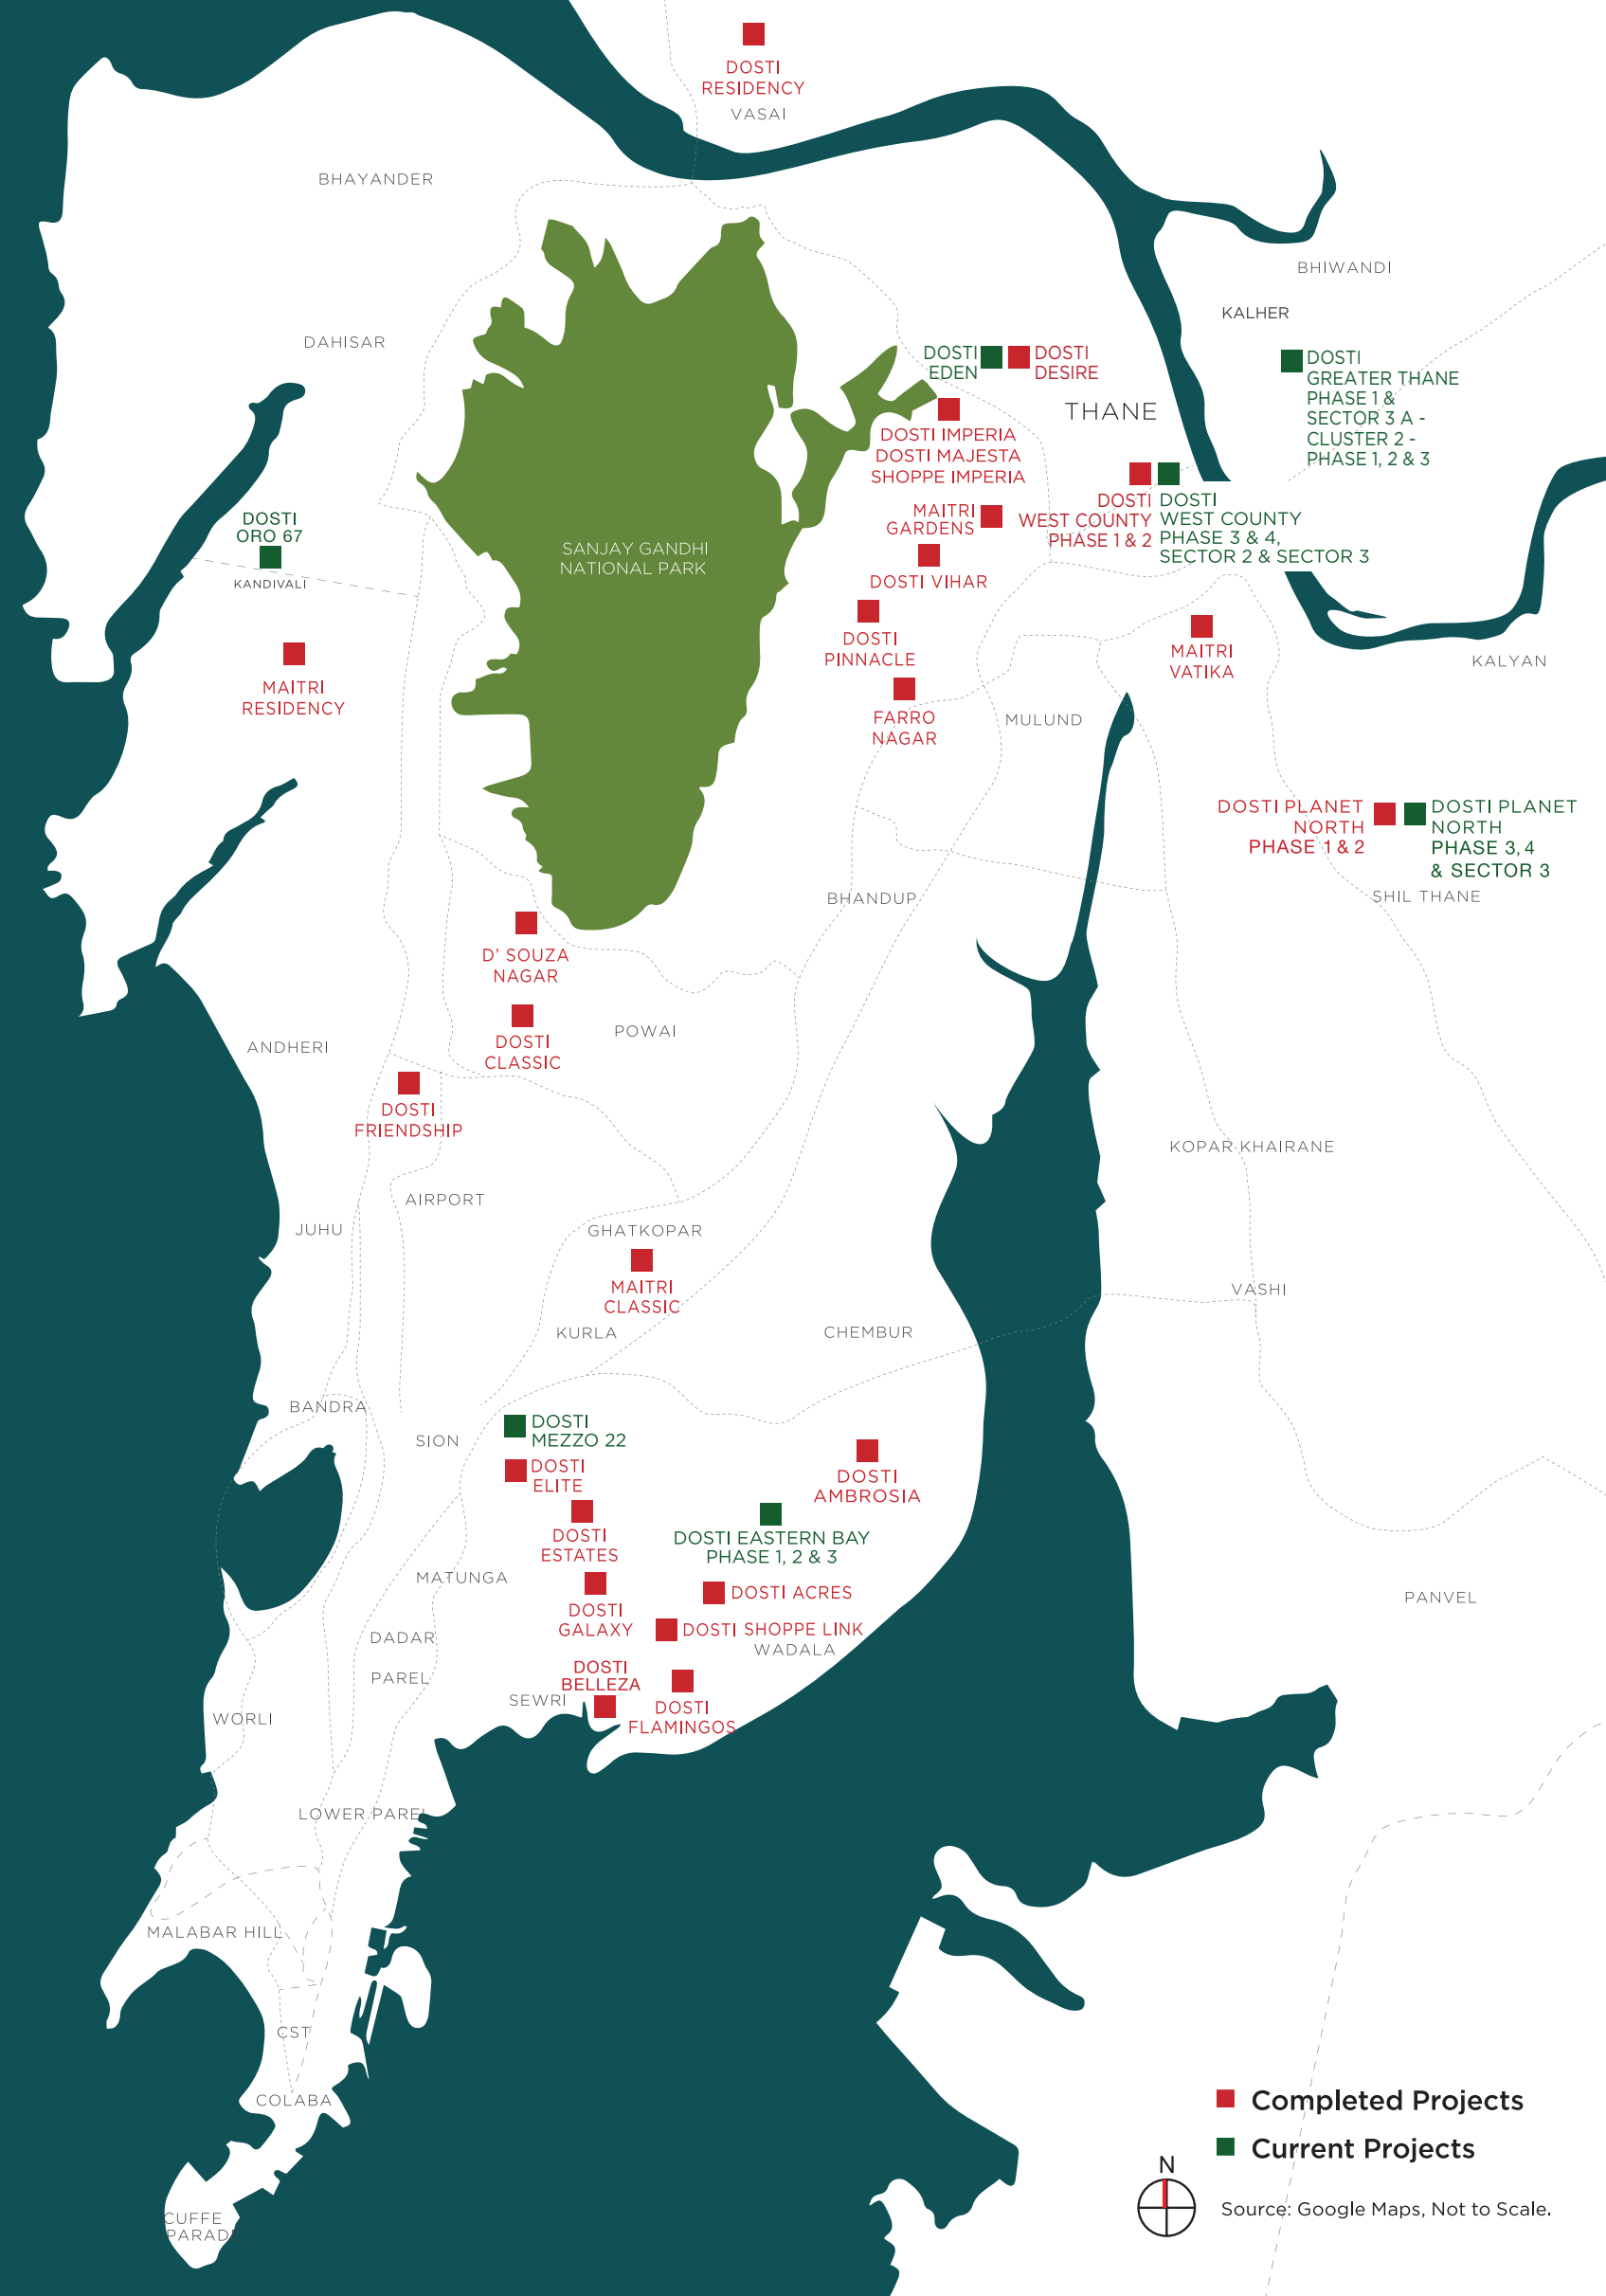 DOSTI
RESIDENCY
VASAI
BHAYANDER
BHIWANDI
KALHER
DAHISAR
DOSTI
EDEN
DOSTI
DESIRE
DOSTI
GREATER THANE
PHASE 1 &
SECTOR 3 A -
CLUSTER 2 -
PHASE 1, 2 & 3
THANE
DOSTI IMPERIA
DOSTI MAJESTA
SHOPPE IMPERIA
MAITRI
GARDENS
DOSTI
WEST COUNTY
PHASE 1 & 2
DOSTI
WEST COUNTY
PHASE 3 & 4,
SECTOR 2 & SECTOR 3
DOSTI
ORO 67
KANDIVALI
SANJAY GANDHI
NATIONAL PARK
DOSTI VIHAR
DOSTI
PINNACLE
MAITRI
VATIKA
KALYAN
MAITRI
RESIDENCY
FARRO
NAGAR
MULUND
DOSTI PLANET
NORTH
PHASE 1 & 2
DOSTI PLANET
NORTH
PHASE 3, 4
& SECTOR 3
SHIL THANE
BHANDUP
D' SOUZA
NAGAR
DOSTI
CLASSIC
POWAI
ANDHERI
DOSTI
FRIENDSHIP
KOPAR KHAIRANE
AIRPORT
JUHU
GHATKOPAR
MAITRI
CLASSIC
VASHI
KURLA
CHEMBUR
BANDRA
SION
DOSTI
MEZZO 22
DOSTI
ELITE
DOSTI
AMBROSIA
DOSTI
ESTATES
DOSTI EASTERN BAY
PHASE 1, 2 & 3
MATUNGA
DOSTI ACRES
PANVEL
DOSTI
GALAXY
DOSTI SHOPPE LINK
WADALA
DADAR
PAREL
DOSTI
BELLEZA
SEWRI
DOSTI
FLAMINGOS
WORLI
LOWER PAREL
MALABAR HILL
CST
COLABA
CUFFE
PARADE
Completed Projects
Current Projects
N
Source: Google Maps, Not to Scale.